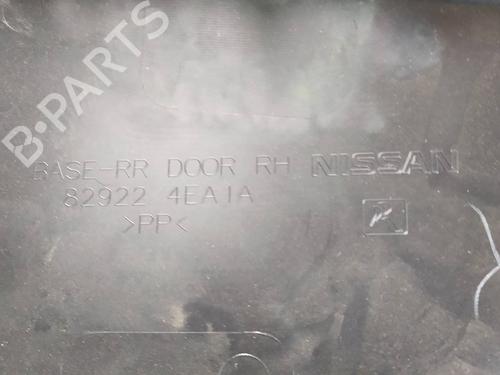 B-PARTS
BASE-RR DOOR RH NISSAN
82922 4EA1A
>PP<